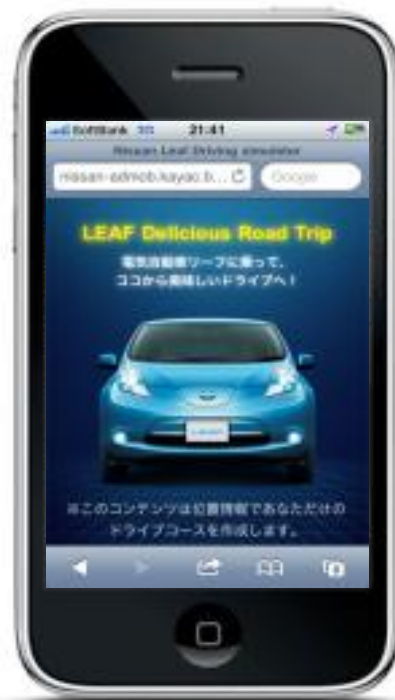 SoftBank 3G 21:41
Nissan Leaf Driving simulator
nissan-admob.kayac.b... Google
LEAF Delicious Road Trip
電気自動車リーフに乗って、
ココから美味しいドライブへ！
※このコンテンツは位置情報であなただけの
ドライブコースを作成します。